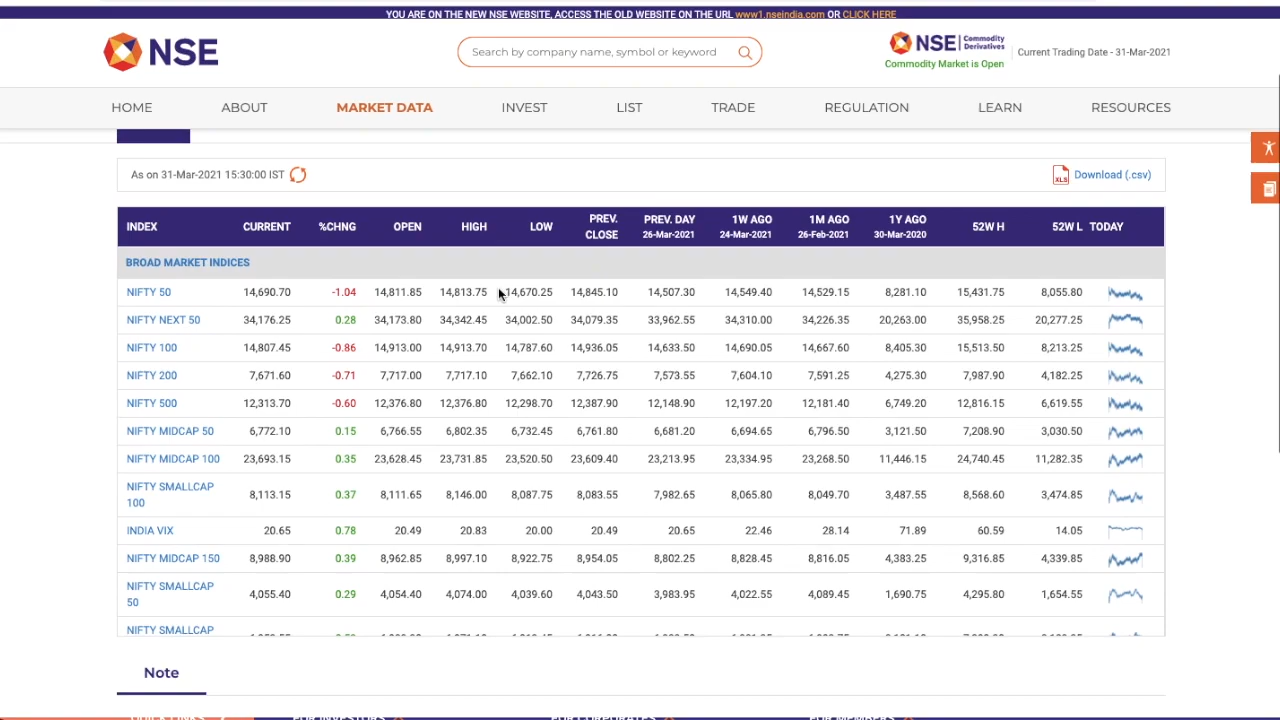 YOU ARE ON THE NEW NSE WEBSITE, ACCESS THE OLD WEBSITE ON THE URL www1.nseindia.com OR CLICK HERE
NSE
Search by company name, symbol or keyword
NSE Commodity Derivatives
Commodity Market is Open
Current Trading Date - 31-Mar-2021
HOME ABOUT MARKET DATA INVEST LIST TRADE REGULATION LEARN RESOURCES
As on 31-Mar-2021 15:30:00 IST
XLS Download (.csv)
INDEX CURRENT %CHNG OPEN HIGH LOW PREV. CLOSE PREV. DAY 26-Mar-2021 1W AGO 24-Mar-2021 1M AGO 26-Feb-2021 1Y AGO 30-Mar-2020 52W H 52W L TODAY
BROAD MARKET INDICES
NIFTY 50 14,690.70 -1.04 14,811.85 14,813.75 14,670.25 14,845.10 14,507.30 14,549.40 14,529.15 8,281.10 15,431.75 8,055.80
NIFTY NEXT 50 34,176.25 0.28 34,173.80 34,342.45 34,002.50 34,079.35 33,962.55 34,310.00 34,226.35 20,263.00 35,958.25 20,277.25
NIFTY 100 14,807.45 -0.86 14,913.00 14,913.70 14,787.60 14,936.05 14,633.50 14,690.05 14,667.60 8,405.30 15,513.50 8,213.25
NIFTY 200 7,671.60 -0.71 7,717.00 7,717.10 7,662.10 7,726.75 7,573.55 7,604.10 7,591.25 4,275.30 7,987.90 4,182.25
NIFTY 500 12,313.70 -0.60 12,376.80 12,376.80 12,298.70 12,387.90 12,148.90 12,197.20 12,181.40 6,749.20 12,816.15 6,619.55
NIFTY MIDCAP 50 6,772.10 0.15 6,766.55 6,802.35 6,732.45 6,761.80 6,681.20 6,694.65 6,796.50 3,121.50 7,208.90 3,030.50
NIFTY MIDCAP 100 23,693.15 0.35 23,628.45 23,731.85 23,520.50 23,609.40 23,213.95 23,334.95 23,268.50 11,446.15 24,740.45 11,282.35
NIFTY SMALLCAP 100 8,113.15 0.37 8,111.65 8,146.00 8,087.75 8,083.55 7,982.65 8,065.80 8,049.70 3,487.55 8,568.60 3,474.85
INDIA VIX 20.65 0.78 20.49 20.83 20.00 20.49 20.65 22.46 28.14 71.89 60.59 14.05
NIFTY MIDCAP 150 8,988.90 0.39 8,962.85 8,997.10 8,922.75 8,954.05 8,802.25 8,828.45 8,816.05 4,383.25 9,316.85 4,339.85
NIFTY SMALLCAP 50 4,055.40 0.29 4,054.40 4,074.00 4,039.60 4,043.50 3,983.95 4,022.55 4,089.45 1,690.75 4,295.80 1,654.55
NIFTY SMALLCAP
Note
QUICK LINKS FOR INVESTORS FOR CORPORATES FOR MEMBERS